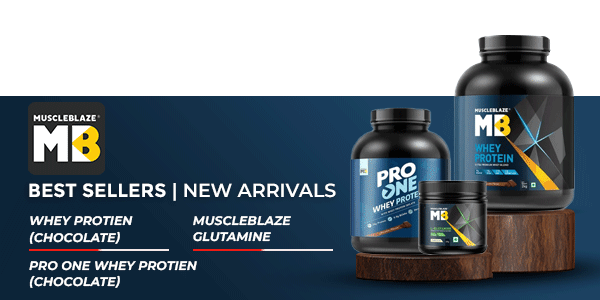 MUSCLEBLAZE®
MB
BEST SELLERS | NEW ARRIVALS
WHEY PROTIEN
(CHOCOLATE)
MUSCLEBLAZE
GLUTAMINE
PRO ONE WHEY PROTIEN
(CHOCOLATE)
PRO
ONE
WHEY PROTEIN
MUSCLEBLAZE
MB
MUSCLEBLAZE®
MB
WHEY
PROTEIN